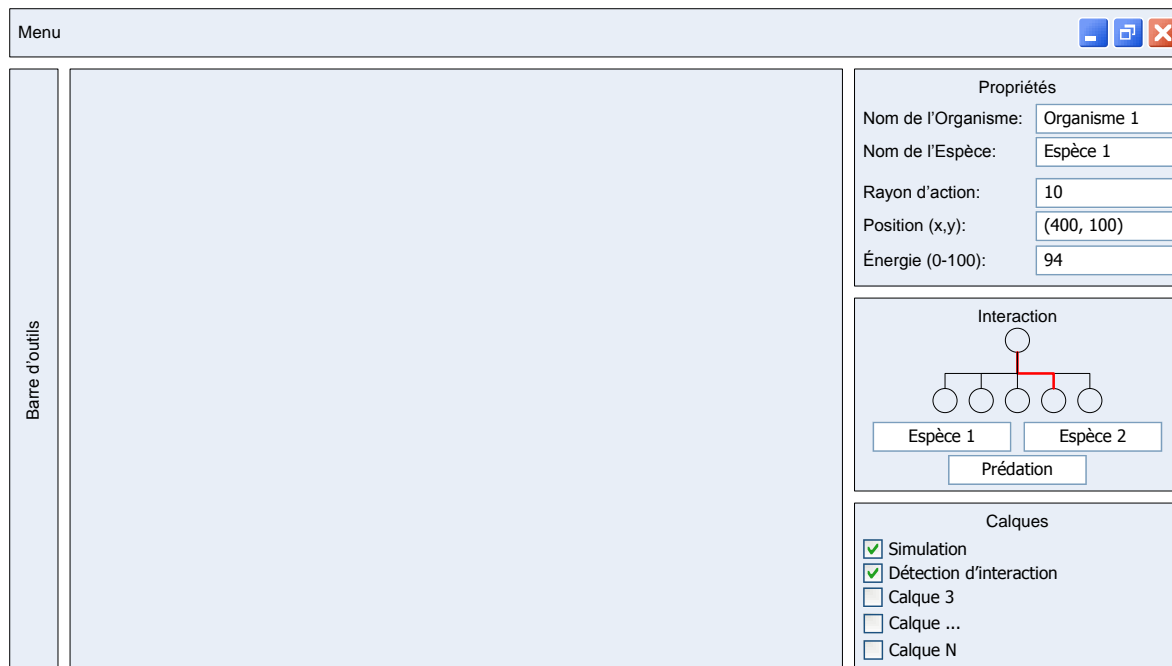 Menu
Barre d'outils
Propriétés
Nom de l'Organisme: Organisme 1
Nom de l'Espèce: Espèce 1
Rayon d'action: 10
Position (x,y): (400, 100)
Énergie (0-100): 94
Interaction
Espèce 1 Espèce 2
Prédation
Calques
Simulation
Détection d'interaction
Calque 3
Calque ...
Calque N